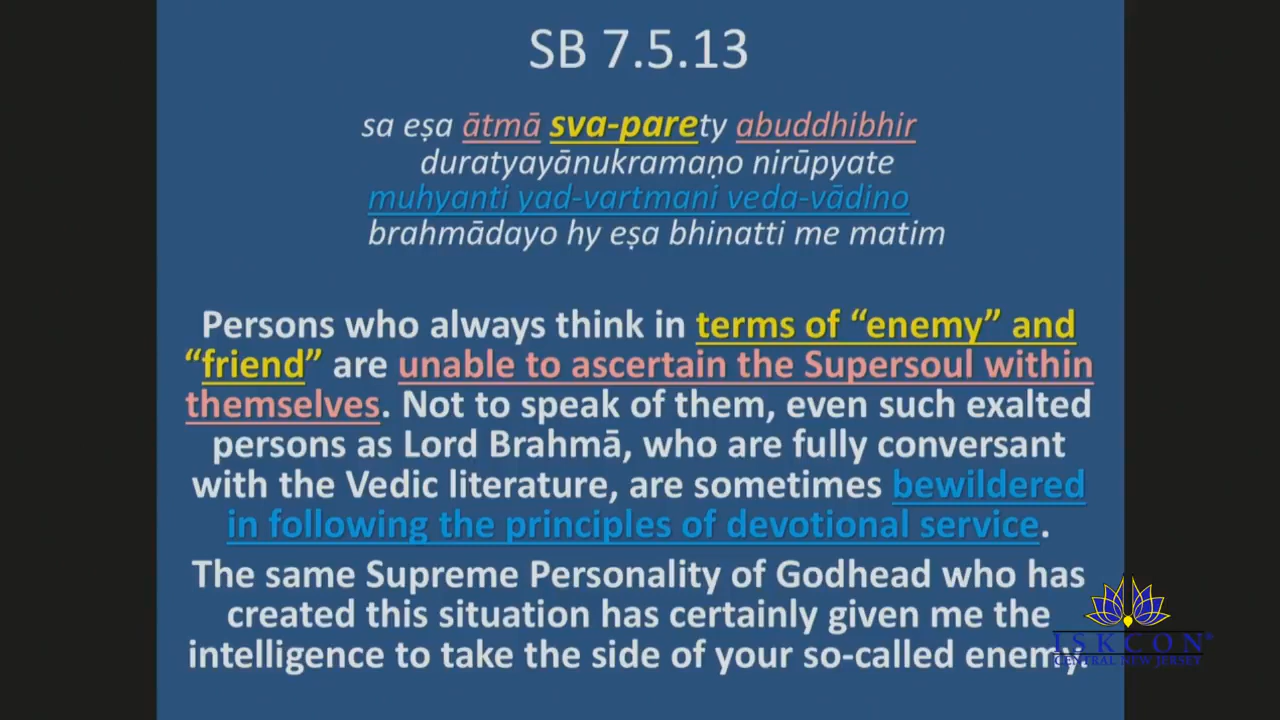 SB 7.5.13
sa eṣa ātmā sva-parety abuddhibhir
duratyayānukramaṇo nirūpyate
muhyanti yad-vartmani veda-vādino
brahmādayo hy eṣa bhinatti me matim
Persons who always think in terms of “enemy” and
“friend” are unable to ascertain the Supersoul within
themselves. Not to speak of them, even such exalted
persons as Lord Brahmā, who are fully conversant
with the Vedic literature, are sometimes bewildered
in following the principles of devotional service.
The same Supreme Personality of Godhead who has
created this situation has certainly given me the
intelligence to take the side of your so-called enemy.
ISKCON®
CENTRAL NEW JERSEY